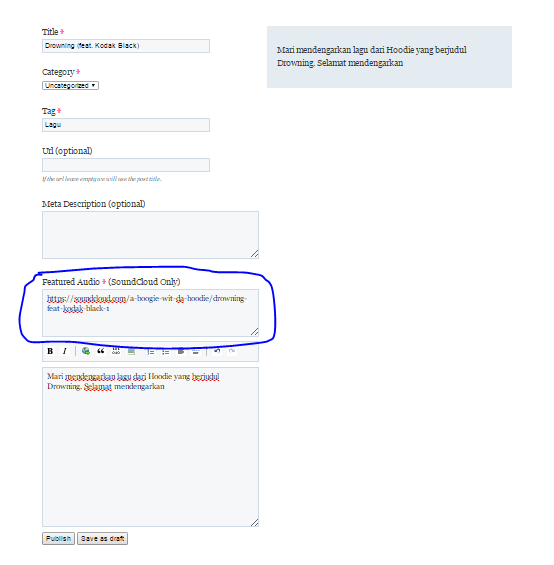 Title *
Drowning (feat. Kodak Black)
Category *
Uncategorized
Tag *
Lagu
Url (optional)
If the url leave empty we will use the post title.
Meta Description (optional)
Featured Audio * (SoundCloud Only)
https://soundcloud.com/a-boogie-wit-da-hoodie/drowning-
feat-kodak-black-1
B I
Mari mendengarkan lagu dari Hoodie yang berjudul
Drowning. Selamat mendengarkan
Publish Save as draft
Mari mendengarkan lagu dari Hoodie yang berjudul
Drowning. Selamat mendengarkan